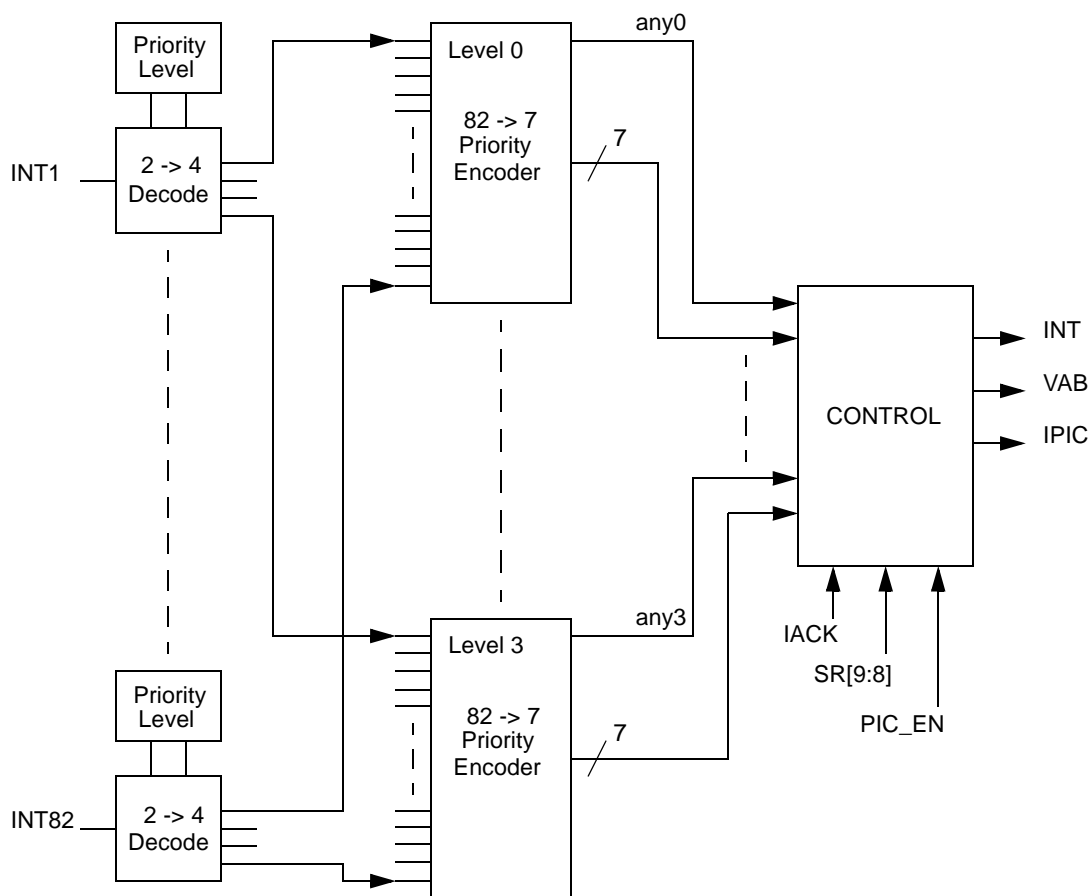 any0
Priority
Level
Level 0
82 -> 7
Priority
Encoder
7
INT1
2 -> 4
Decode
INT
VAB
CONTROL
IPIC
any3
IACK
Level 3
SR[9:8]
Priority
Level
82 -> 7
Priority
Encoder
7
PIC_EN
INT82
2 -> 4
Decode